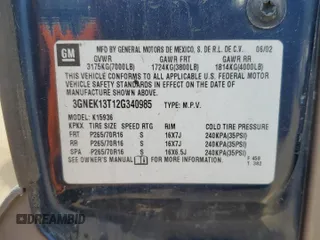 GM
MFD BY GENERAL MOTORS DE MEXICO, S. DE R.L. DE C.V. 06/02
GVWR GAWR FRT GAWR RR
3175KG(7000LB) 1724KG(3800LB) 1814KG(4000LB)
THIS VEHICLE CONFORMS TO ALL APPLICABLE U.S. FEDERAL MOTOR
VEHICLE SAFETY STANDARDS IN EFFECT ON THE DATE OF
MANUFACTURE SHOWN ABOVE.
3GNEK13T12G340985 TYPE: M.P.V.
MODEL: K15936
KPKX TIRE SIZE SPEED RTG RIM COLD TIRE PRESSURE
FRT P265/70R16 S 16X7J 240KPA(35PSI)
RR P265/70R16 S 16X7J 240KPA(35PSI)
SPA P265/70R16 S 16X6.5J 240KPA(35PSI)
SEE OWNER'S MANUAL FOR MORE INFORMATION.
DREAMBID.COM